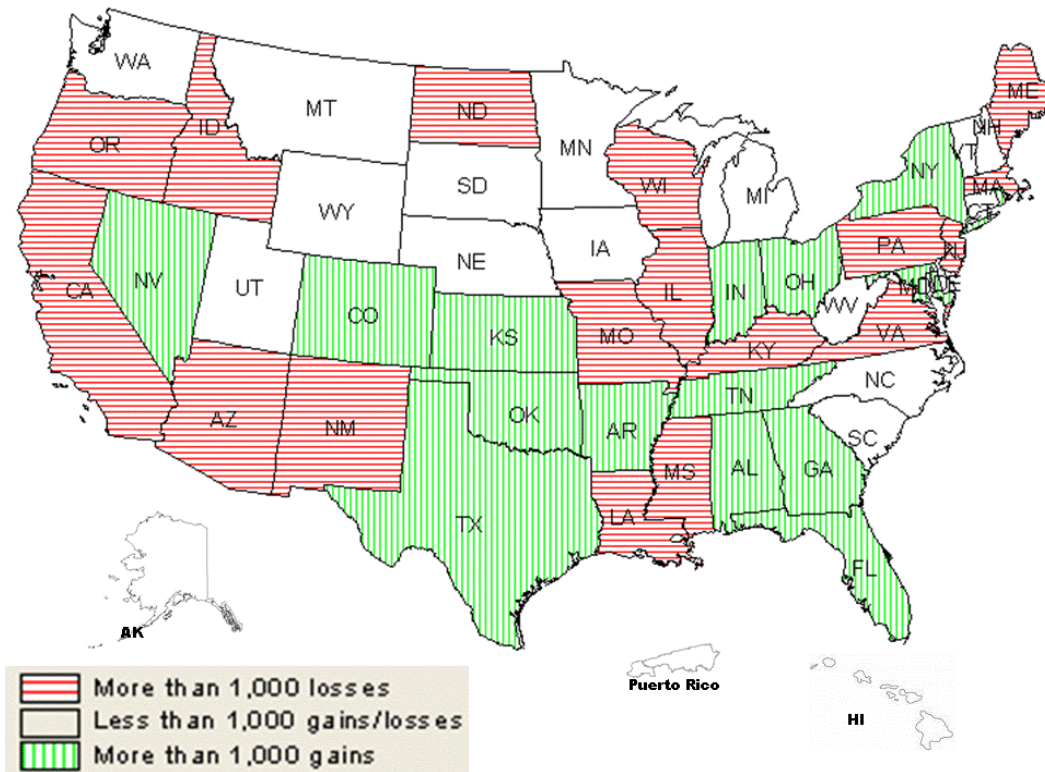 WA
MT
ND
ME
OR
ID
MN
NH
NY
WI
SD
MI
MA
WY
CT
IA
PA
NE
NJ
NV
IL
IN
OH
MD
DE
CA
UT
CO
WV
KS
MO
VA
KY
NC
TN
AZ
NM
OK
AR
SC
MS
AL
GA
TX
LA
FL
AK
Puerto Rico
HI
More than 1,000 losses
Less than 1,000 gains/losses
More than 1,000 gains